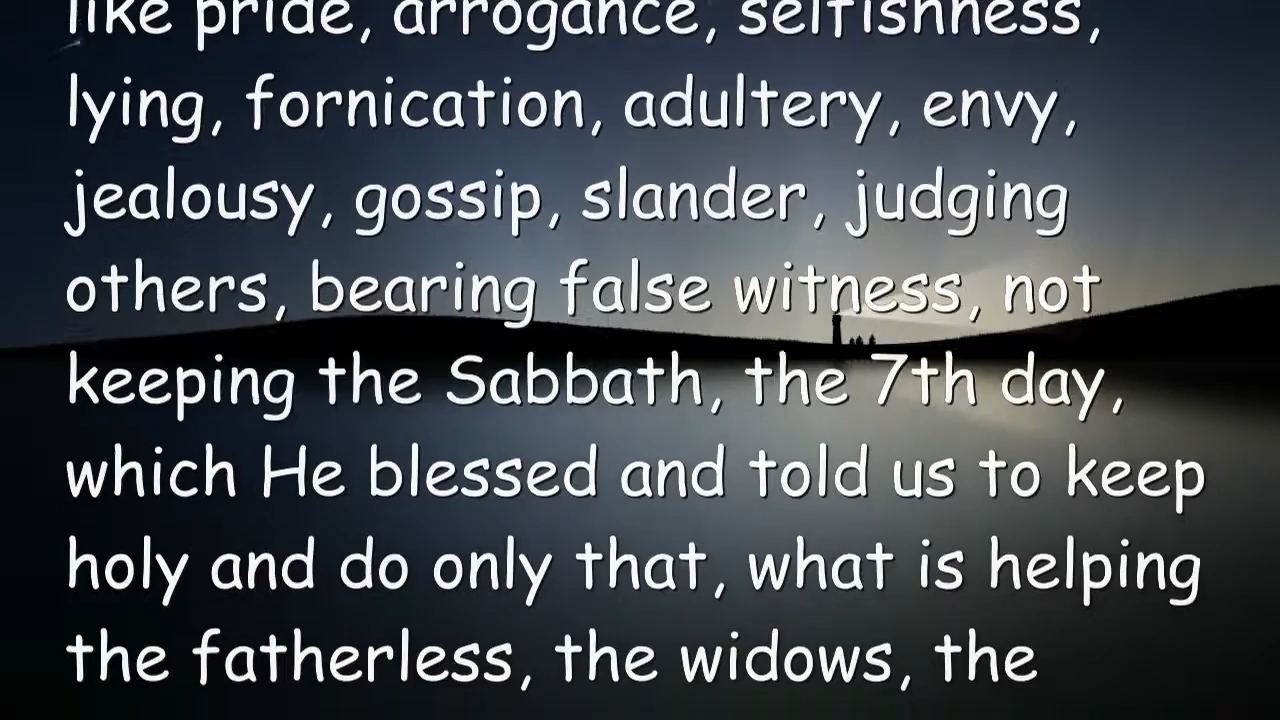 like pride, arrogance, selfishness,
lying, fornication, adultery, envy,
jealousy, gossip, slander, judging
others, bearing false witness, not
keeping the Sabbath, the 7th day,
which He blessed and told us to keep
holy and do only that, what is helping
the fatherless, the widows, the